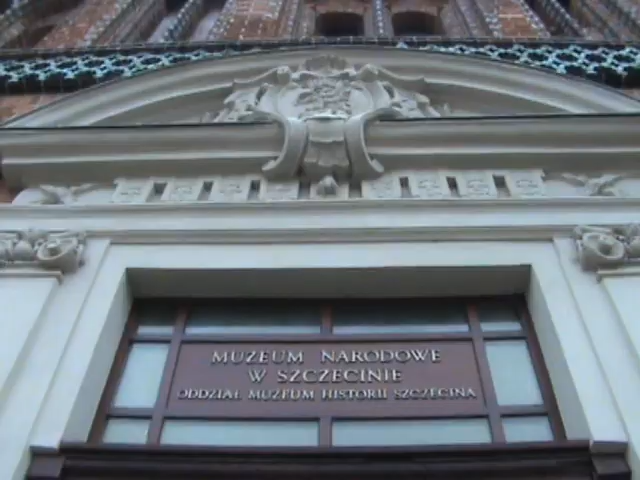 MUZEUM NARODOWE
W SZCZECINIE
ODDZIAŁ MUZEUM HISTORII SZCZECINA